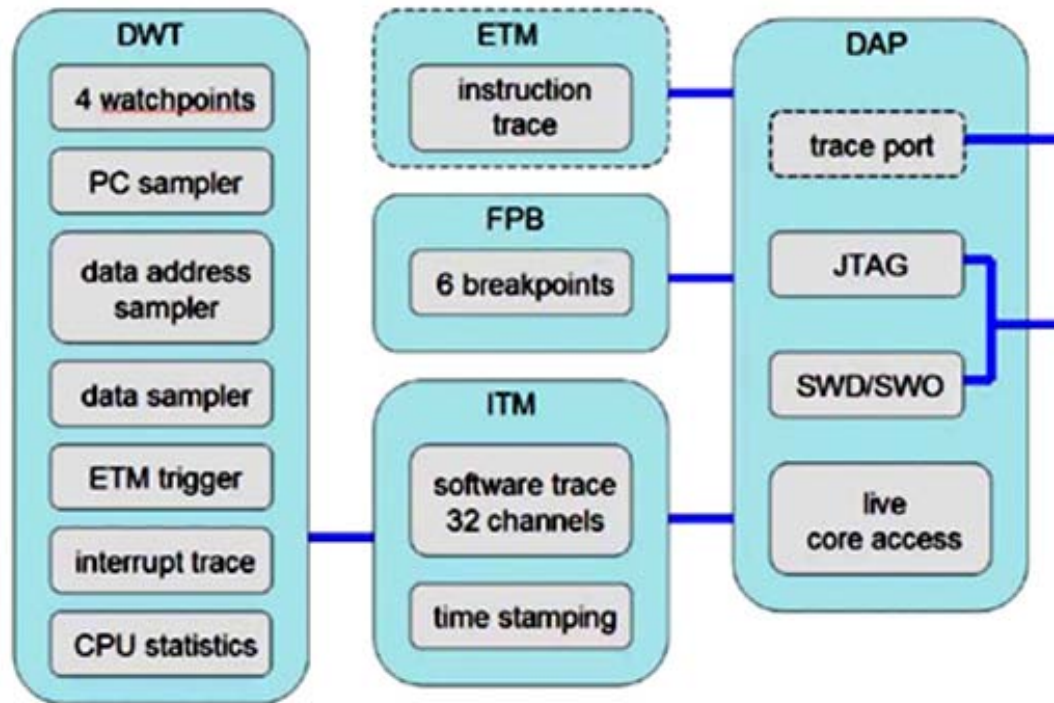 DWT
4 watchpoints
PC sampler
data address
sampler
data sampler
ETM trigger
interrupt trace
CPU statistics
ETM
instruction
trace
FPB
6 breakpoints
ITM
software trace
32 channels
time stamping
DAP
trace port
JTAG
SWD/SWO
live
core access